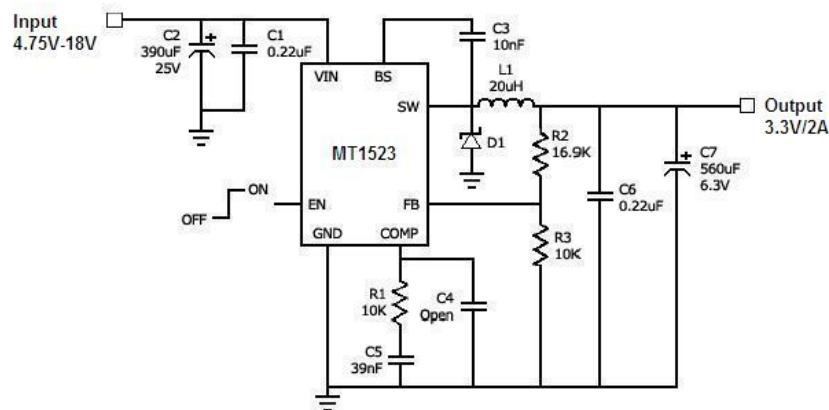 Input
4.75V-18V
C2
390uF
25V
+
C1
0.22uF
C3
10nF
L1
20uH
VIN
BS
SW
MT1523
D1
R2
16.9K
C7
560uF
6.3V
+
Output
3.3V/2A
OFF
ON
EN
FB
GND
COMP
C6
0.22uF
R3
10K
R1
10K
C4
Open
C5
39nF